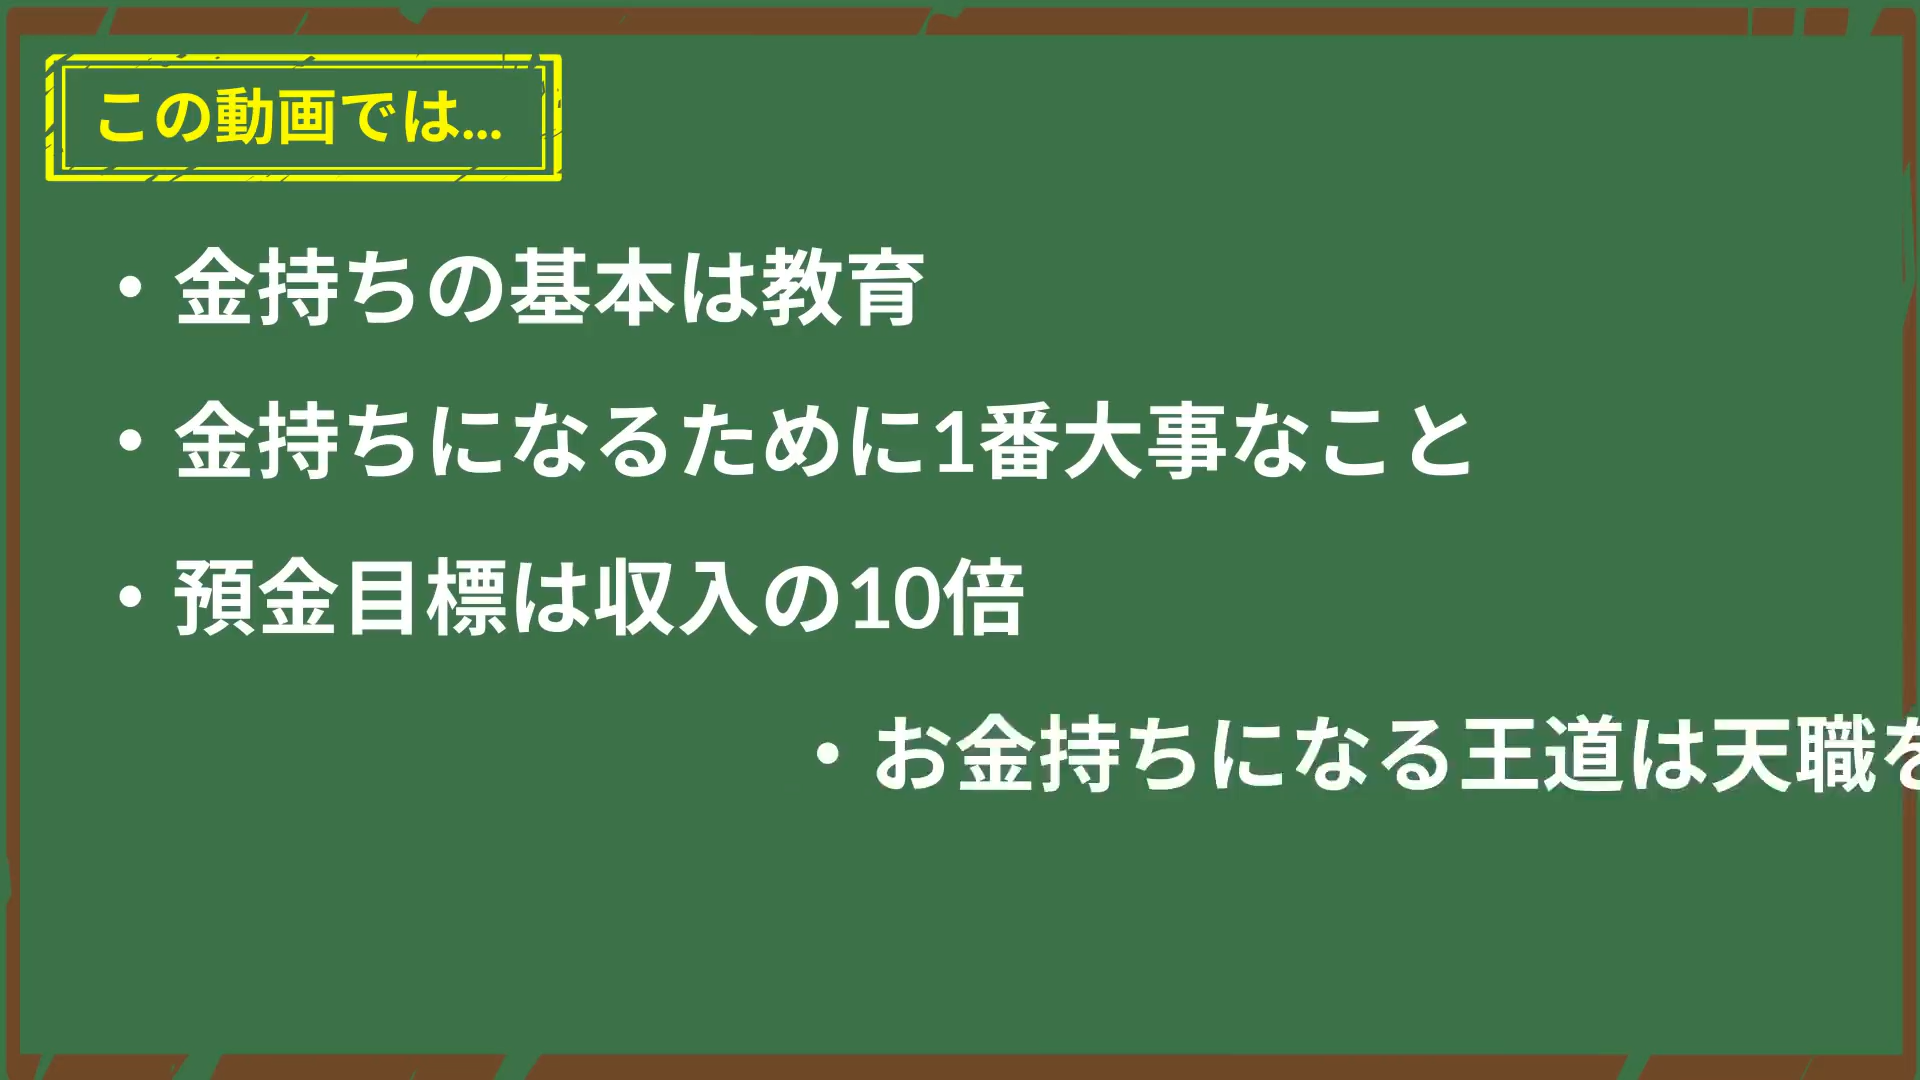 この動画では...
・金持ちの基本は教育
・金持ちになるために1番大事なこと
・預金目標は収入の10倍
・お金持ちになる王道は天職を